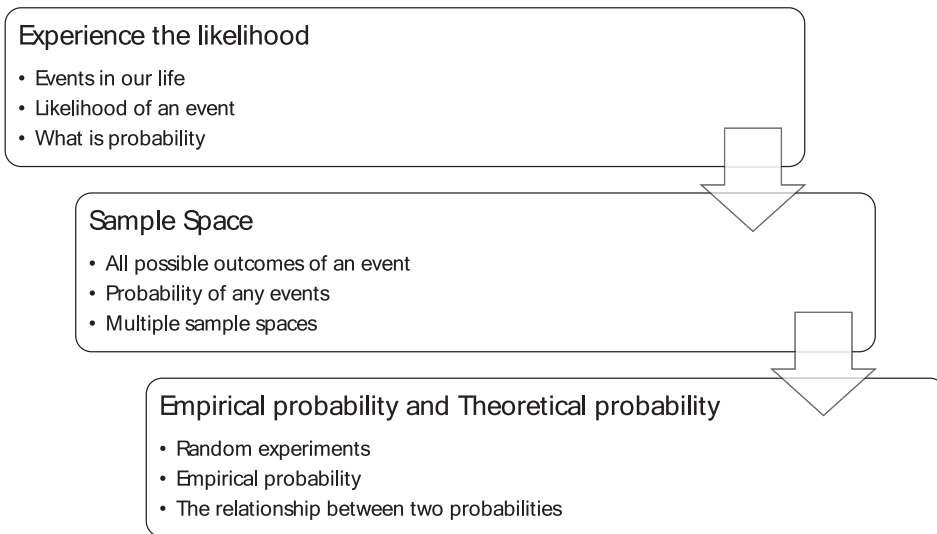 Experience the likelihood
• Events in our life
• Likelihood of an event
• What is probability
Sample Space
• All possible outcomes of an event
• Probability of any events
• Multiple sample spaces
Empirical probability and Theoretical probability
• Random experiments
• Empirical probability
• The relationship between two probabilities